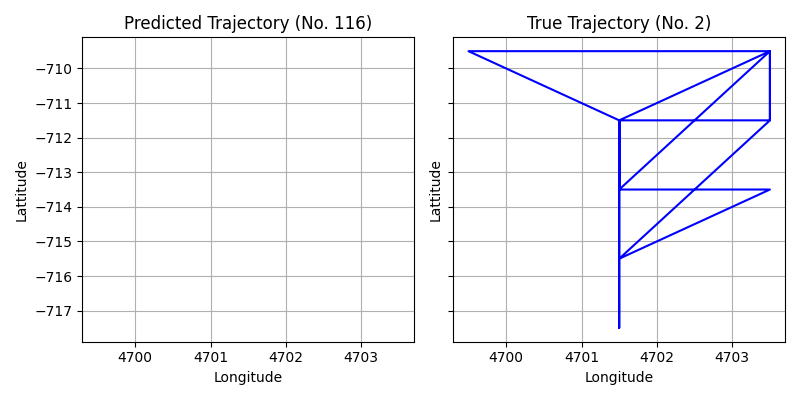 Predicted Trajectory (No. 116)
True Trajectory (No. 2)
Lattitude
−710
−711
−712
−713
−714
−715
−716
−717
4700
4701
4702
4703
Longitude
Lattitude
4700
4701
4702
4703
Longitude